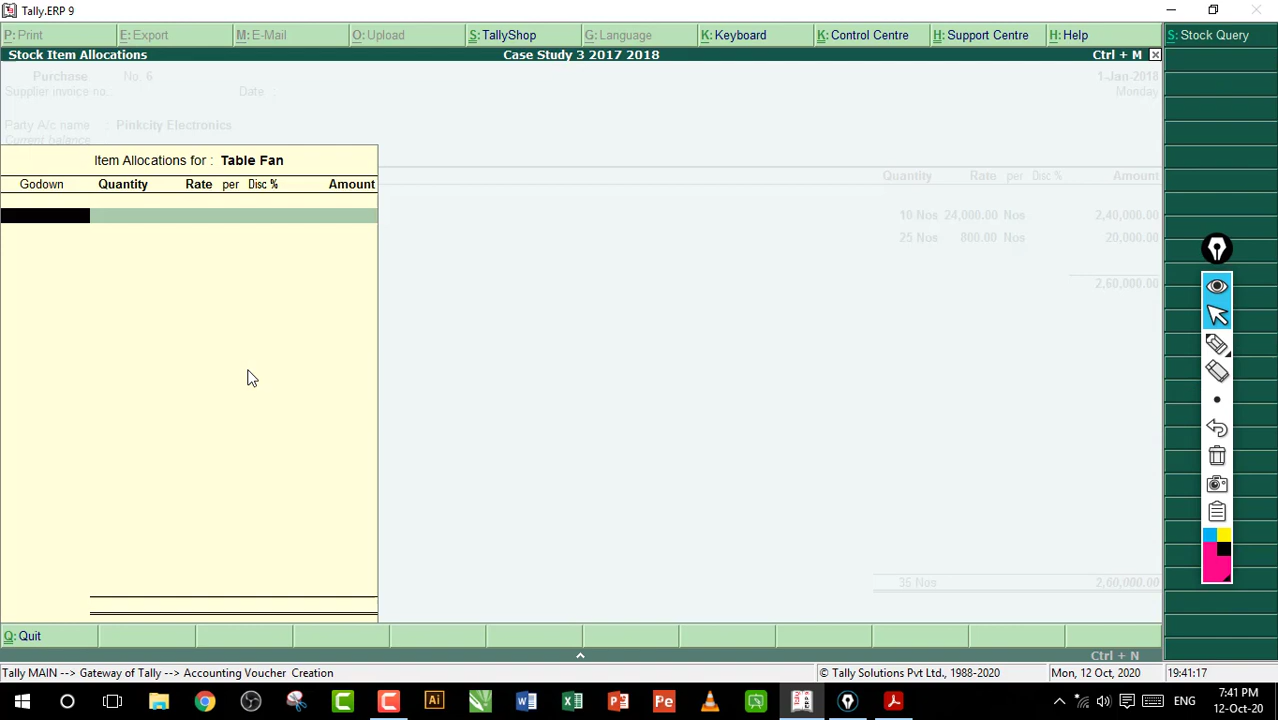 Tally.ERP 9
P: Print E: Export M: E-Mail O: Upload S: TallyShop G: Language K: Keyboard K: Control Centre H: Support Centre H: Help S: Stock Query
Stock Item Allocations Case Study 3 2017 2018 Ctrl + M
Purchase No. 6 1-Jan-2018
Supplier invoice no.: Date : Monday
Party A/c name : Pinkcity Electronics
Current balance
Item Allocations for : Table Fan
Godown Quantity Rate per Disc % Amount
Quantity Rate per Disc % Amount
10 Nos 24,000.00 Nos 2,40,000.00
25 Nos 800.00 Nos 20,000.00
2,60,000.00
35 Nos 2,60,000.00
Q: Quit
Ctrl + N
Tally MAIN --> Gateway of Tally --> Accounting Voucher Creation © Tally Solutions Pvt Ltd., 1988-2020 Mon, 12 Oct, 2020 19:41:17
ENG 7:41 PM
12-Oct-20